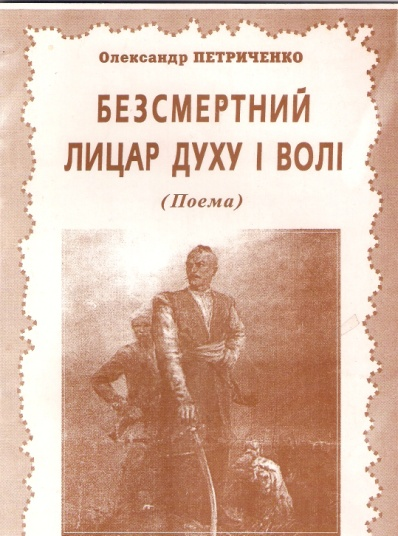 Олександр ПЕТРИЧЕНКО
БЕЗСМЕРТНИЙ
ЛИЦАР ДУХУ І ВОЛІ
(Поема)